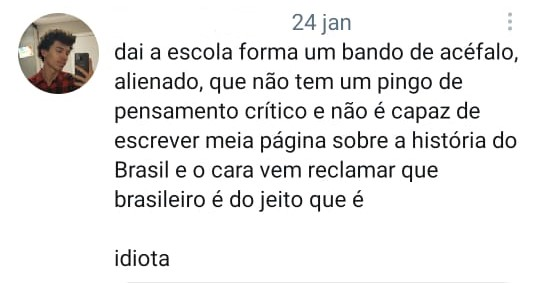 24 jan
dai a escola forma um bando de acéfalo,
alienado, que não tem um pingo de
pensamento crítico e não é capaz de
escrever meia página sobre a história do
Brasil e o cara vem reclamar que
brasileiro é do jeito que é
idiota